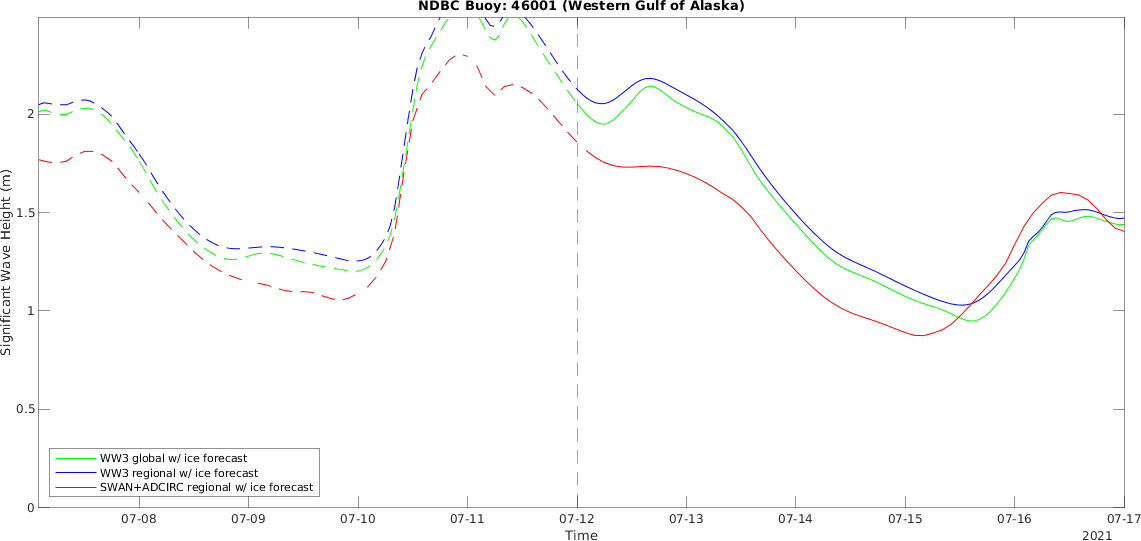 NDBC Buoy: 46001 (Western Gulf of Alaska)
Significant Wave Height (m)
2
1.5
1
0.5
0
WW3 global w/ ice forecast
WW3 regional w/ ice forecast
SWAN+ADCIRC regional w/ ice forecast
07-08 07-09 07-10 07-11 07-12 07-13 07-14 07-15 07-16 07-17
Time
2021